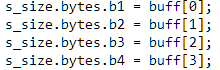 s_size.bytes.b1 = buff[0];
s_size.bytes.b2 = buff[1];
s_size.bytes.b3 = buff[2];
s_size.bytes.b4 = buff[3];